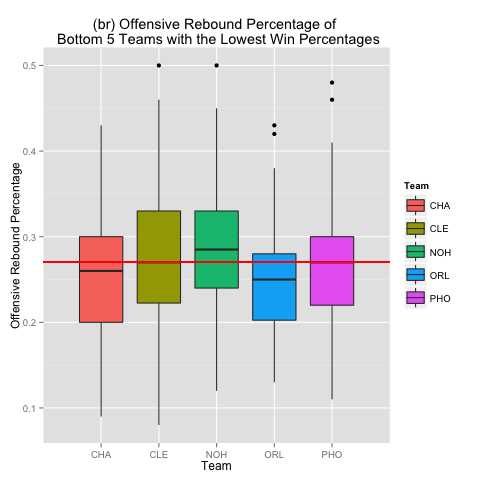 (br) Offensive Rebound Percentage of
Bottom 5 Teams with the Lowest Win Percentages
Offensive Rebound Percentage
0.5
0.4
0.3
0.2
0.1
CHA CLE NOH ORL PHO
Team
Team
CHA
CLE
NOH
ORL
PHO